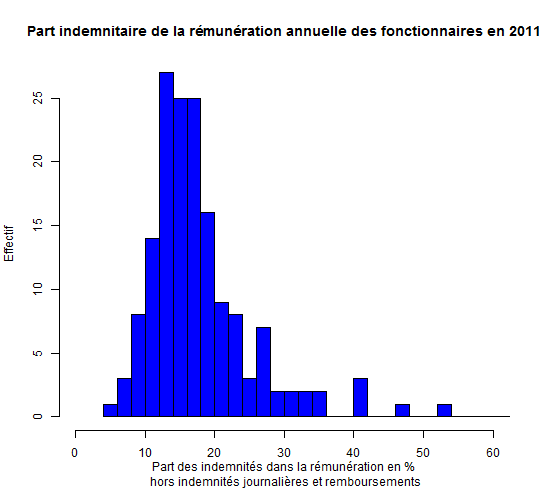 Part indemnitaire de la rémunération annuelle des fonctionnaires en 2011
25
20
15
10
5
0
Effectif
0 10 20 30 40 50 60
Part des indemnités dans la rémunération en %
hors indemnités journalières et remboursements